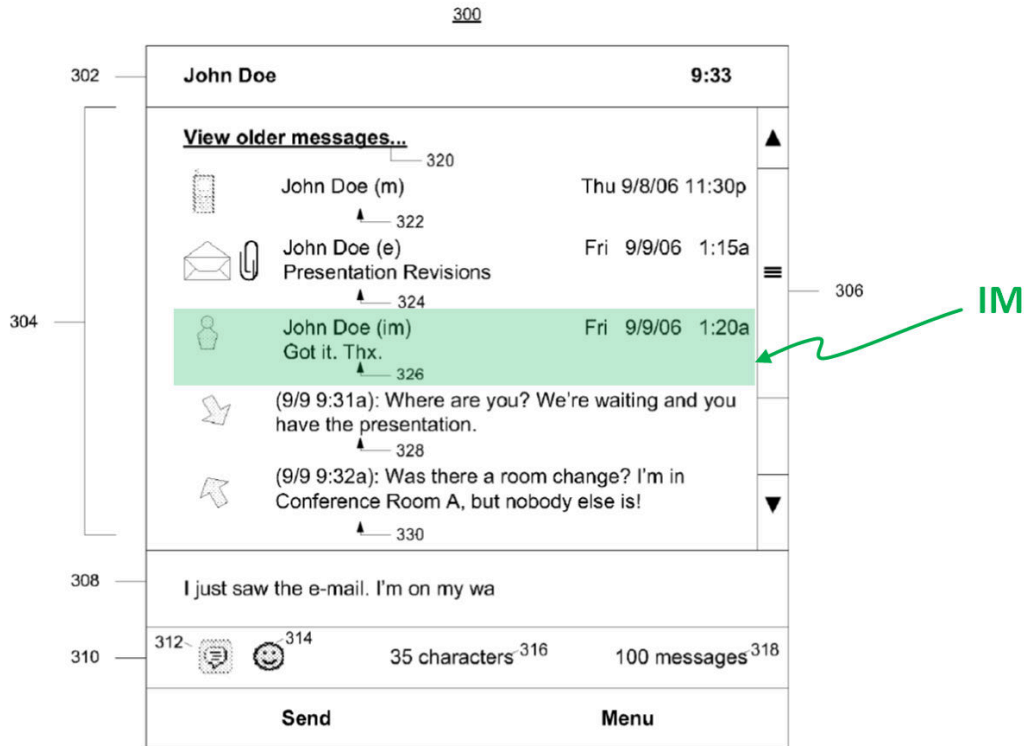 300
302 John Doe 9:33
View older messages...
320
John Doe (m) Thu 9/8/06 11:30p
322
John Doe (e) Fri 9/9/06 1:15a
Presentation Revisions
324
306
IM
304
John Doe (im) Fri 9/9/06 1:20a
Got it. Thx.
326
(9/9 9:31a): Where are you? We're waiting and you
have the presentation.
328
(9/9 9:32a): Was there a room change? I'm in
Conference Room A, but nobody else is!
330
308 I just saw the e-mail. I'm on my wa
310 312 314 35 characters 316 100 messages 318
Send Menu